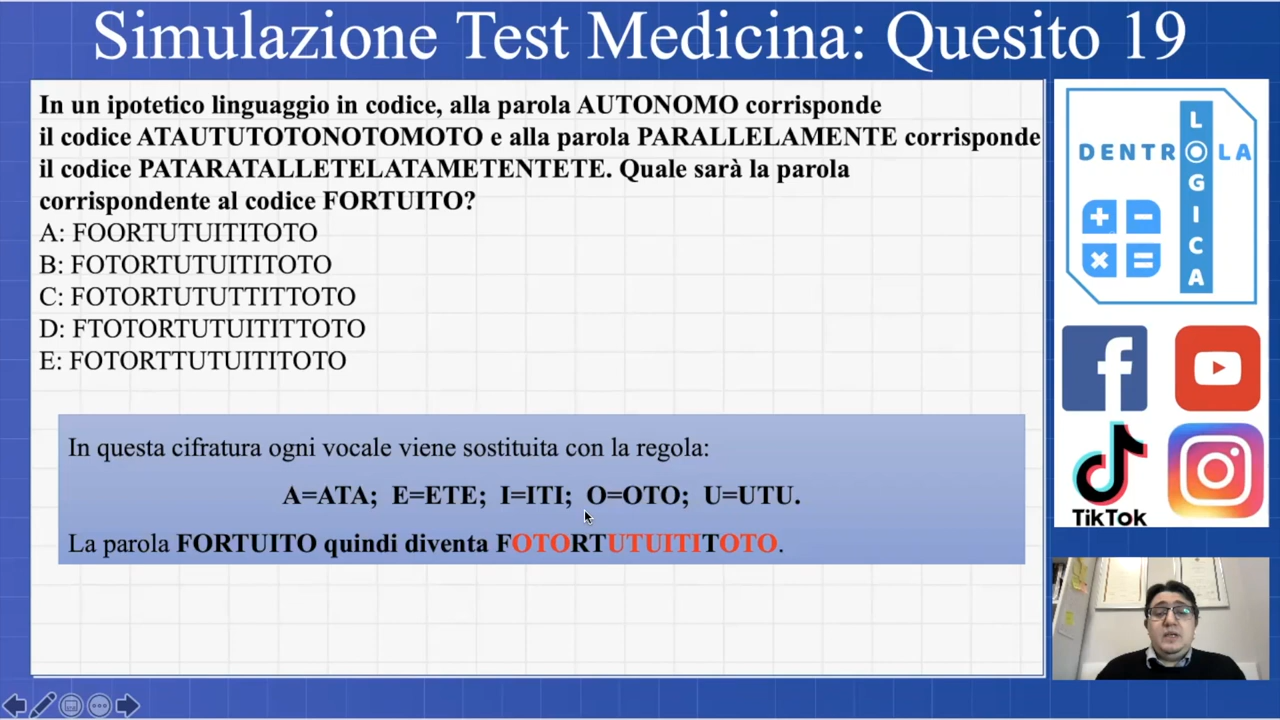 Simulazione Test Medicina: Quesito 19
In un ipotetico linguaggio in codice, alla parola AUTONOMO corrisponde
il codice ATAUTUTOTONOTOMOTO e alla parola PARALLELAMENTE corrisponde
il codice PATARATALLETELATAMETENTETE. Quale sarà la parola
corrispondente al codice FORTUITO?
A: FOORTUTUITITOTO
B: FOTORTUTUITITOTO
C: FOTORTUTUTTITTOTO
D: FTOTORTUTUITITTOTO
E: FOTORTTUTUITITOTO
In questa cifratura ogni vocale viene sostituita con la regola:
A=ATA; E=ETE; I=ITI; O=OTO; U=UTU.
La parola FORTUITO quindi diventa FOTORTUTUITITOTO.
DENTRO LA
LOGICA
TikTok